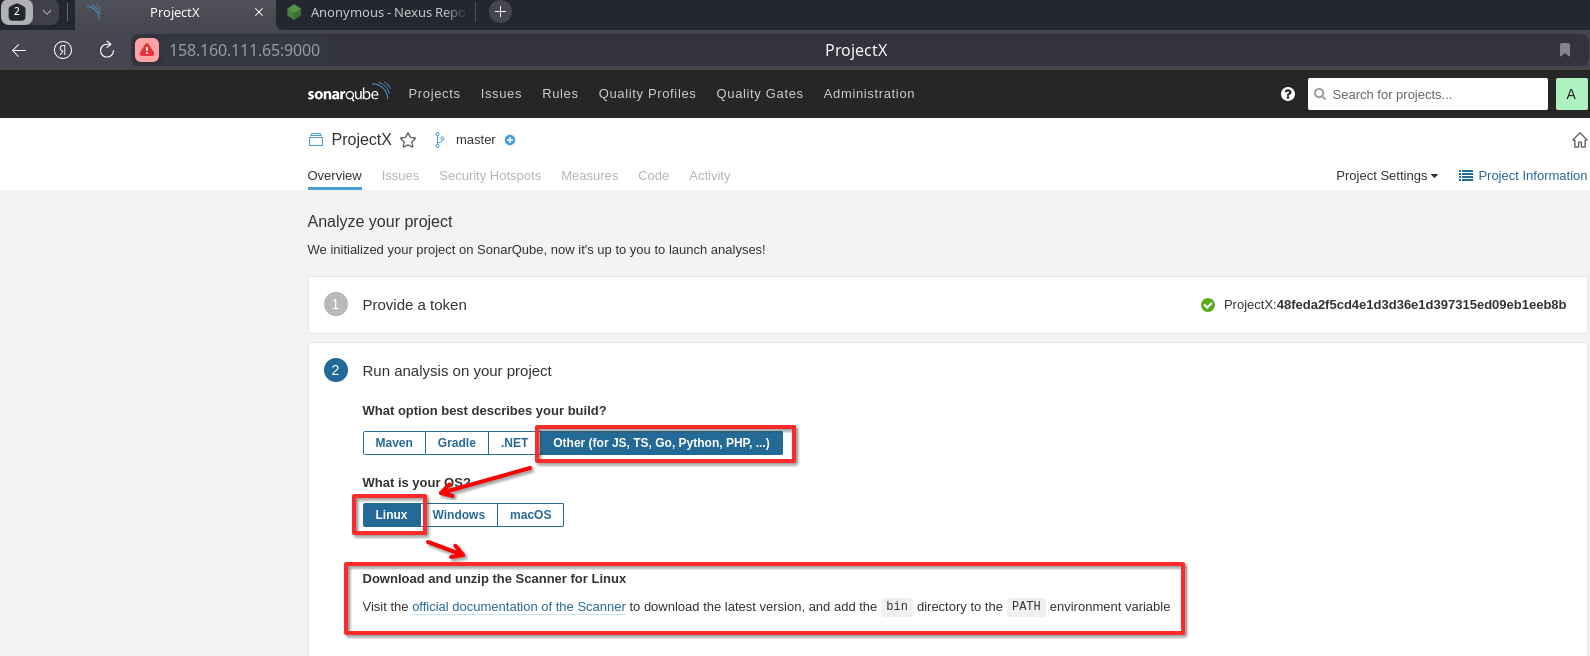 2
ProjectX
Anonymous - Nexus Repo
158.160.111.65:9000
ProjectX
sonarqube
Projects Issues Rules Quality Profiles Quality Gates Administration
Search for projects...
A
ProjectX master
Overview Issues Security Hotspots Measures Code Activity
Project Settings Project Information
Analyze your project
We initialized your project on SonarQube, now it's up to you to launch analyses!
1 Provide a token
ProjectX:48feda2f5cd4e1d3d36e1d397315ed09eb1eeb8b
2 Run analysis on your project
What option best describes your build?
Maven Gradle .NET Other (for JS, TS, Go, Python, PHP, ...)
What is your OS?
Linux Windows macOS
Download and unzip the Scanner for Linux
Visit the official documentation of the Scanner to download the latest version, and add the bin directory to the PATH environment variable